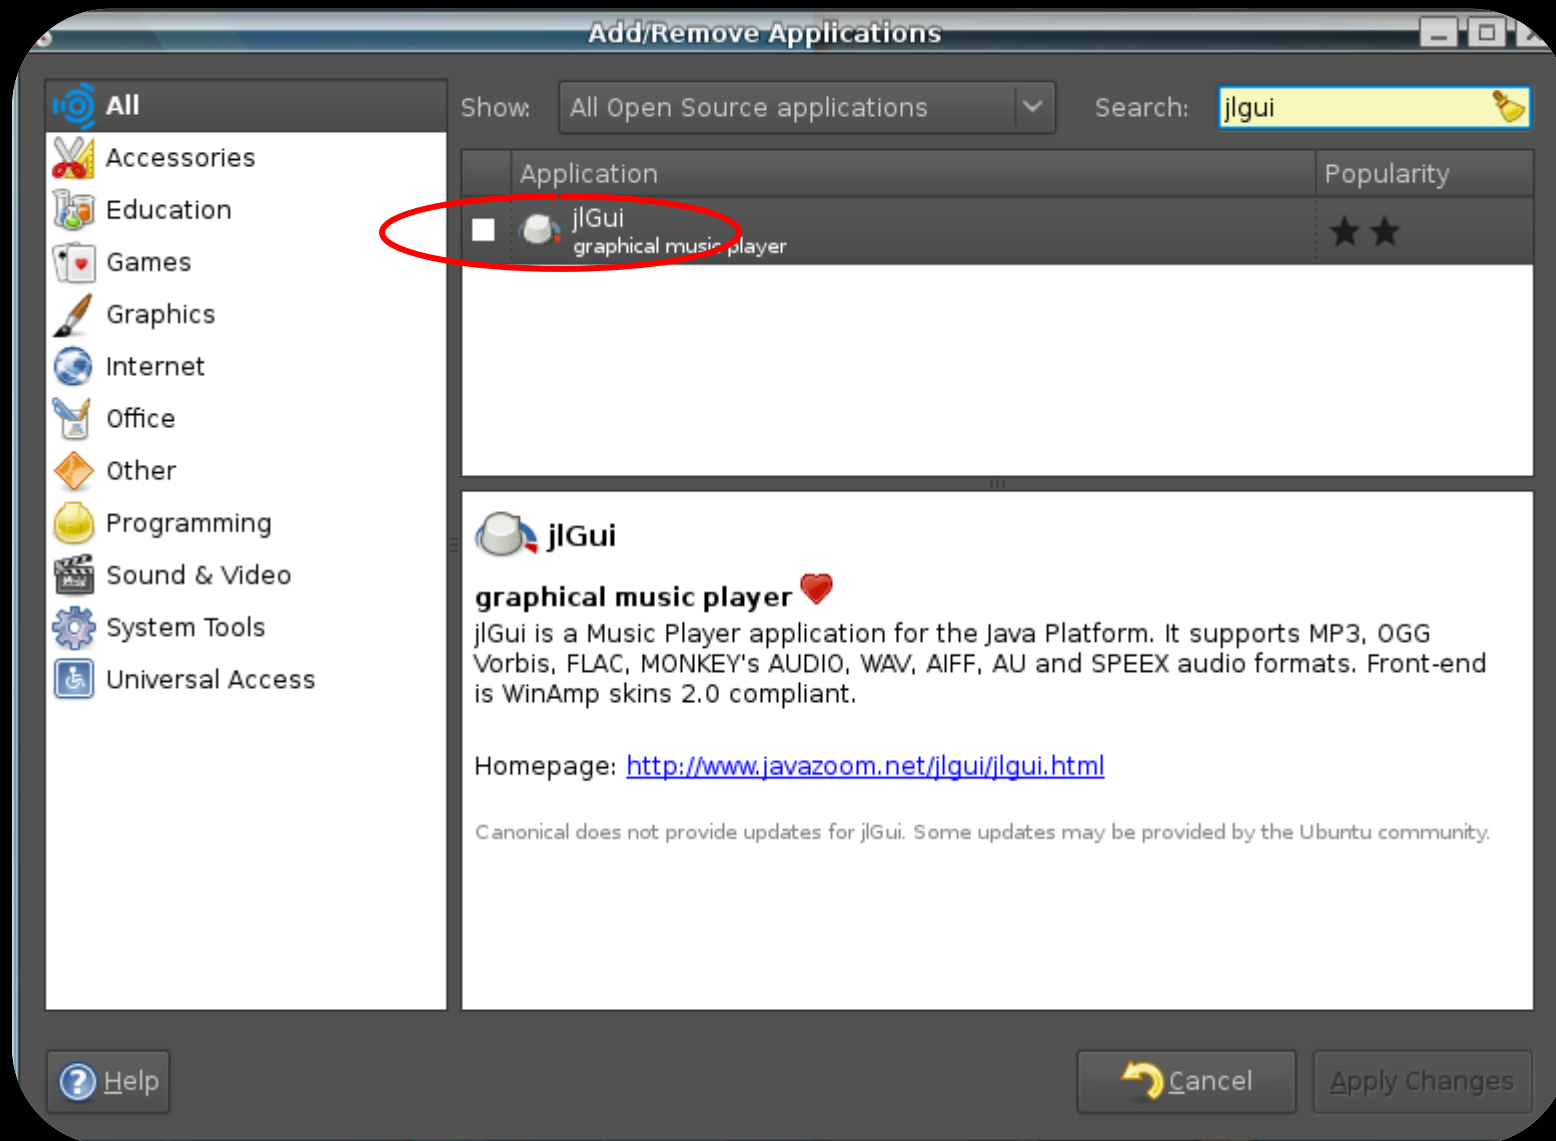 Add/Remove Applications
All
Accessories
Education
Games
Graphics
Internet
Office
Other
Programming
Sound & Video
System Tools
Universal Access
Show: All Open Source applications Search: jlgui
Application Popularity
jlGui
graphical music player
jlGui
graphical music player
jlGui is a Music Player application for the Java Platform. It supports MP3, OGG
Vorbis, FLAC, MONKEY's AUDIO, WAV, AIFF, AU and SPEEX audio formats. Front-end
is WinAmp skins 2.0 compliant.
Homepage: http://www.javazoom.net/jlgui/jlgui.html
Canonical does not provide updates for jlGui. Some updates may be provided by the Ubuntu community.
Help Cancel Apply Changes